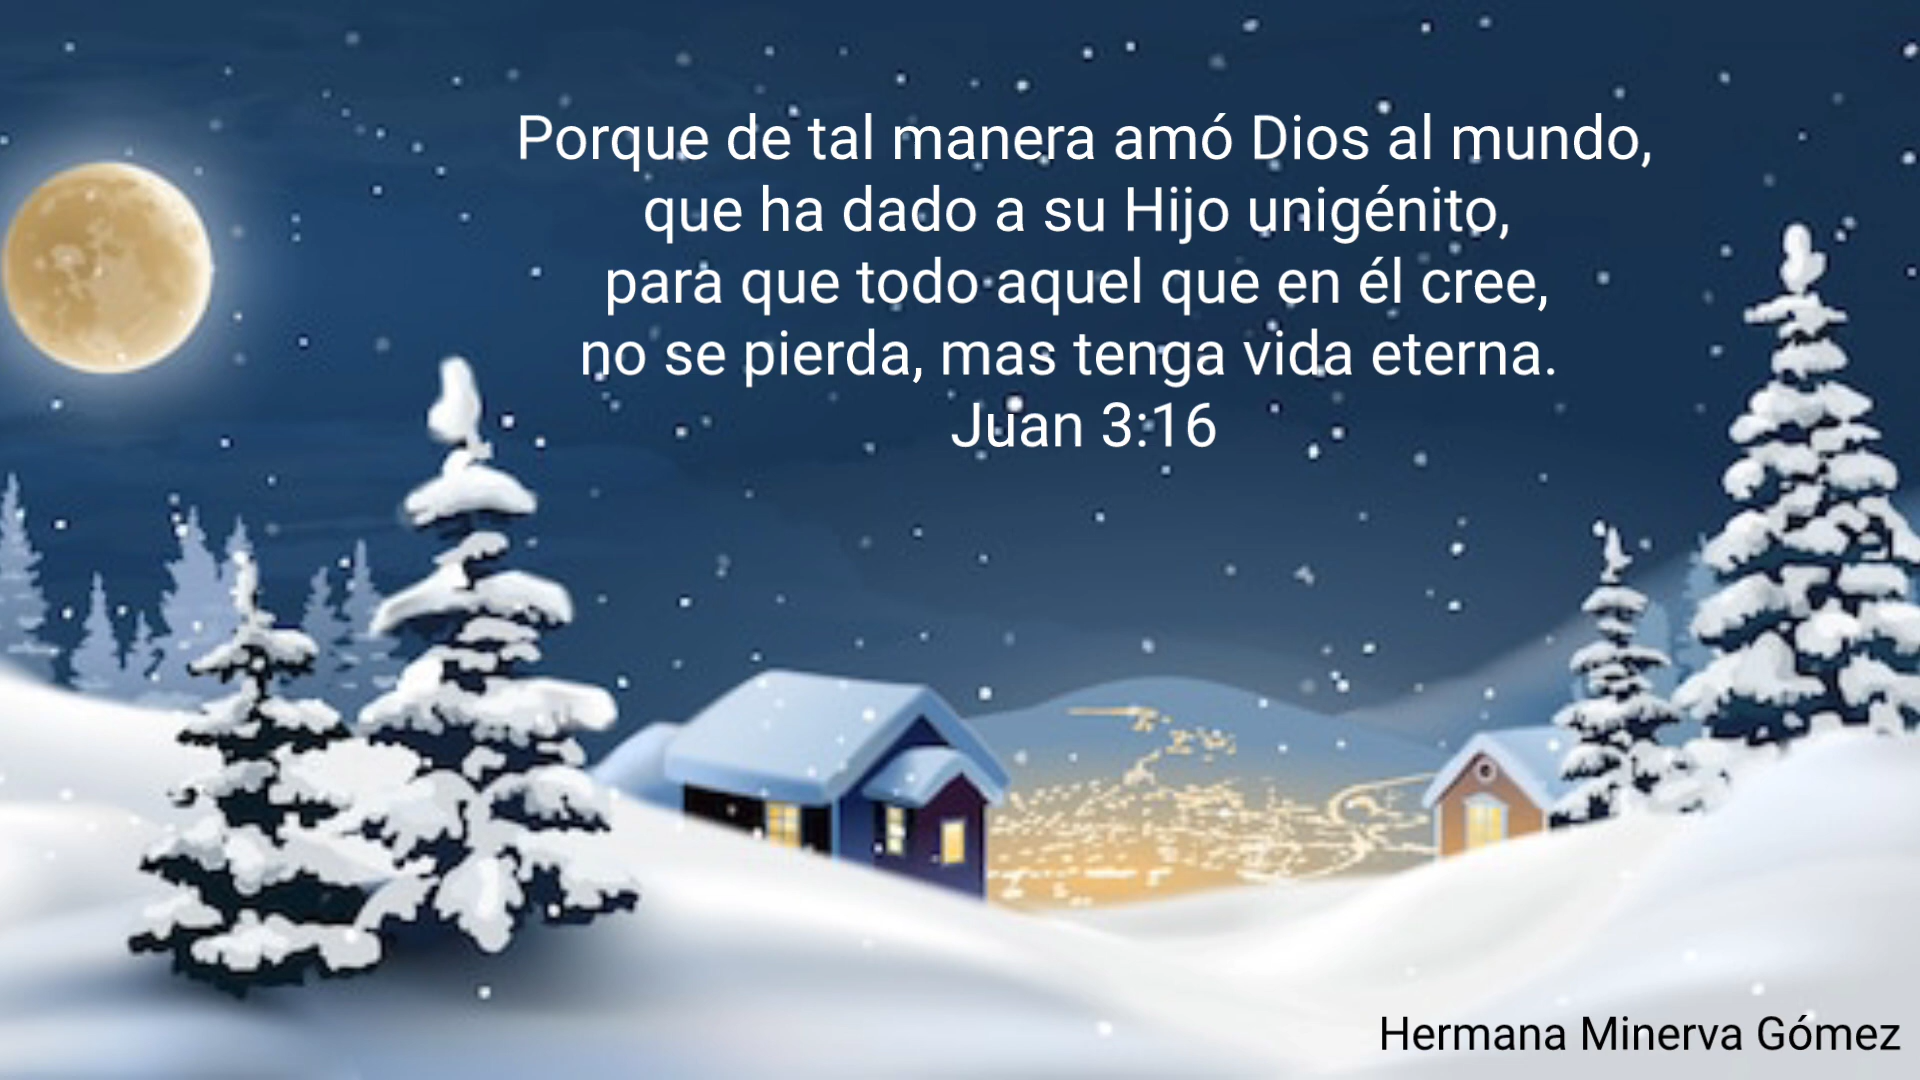 Porque de tal manera amó Dios al mundo,
que ha dado a su Hijo unigénito,
para que todo aquel que en él cree,
no se pierda, mas tenga vida eterna.
Juan 3:16
Hermana Minerva Gómez